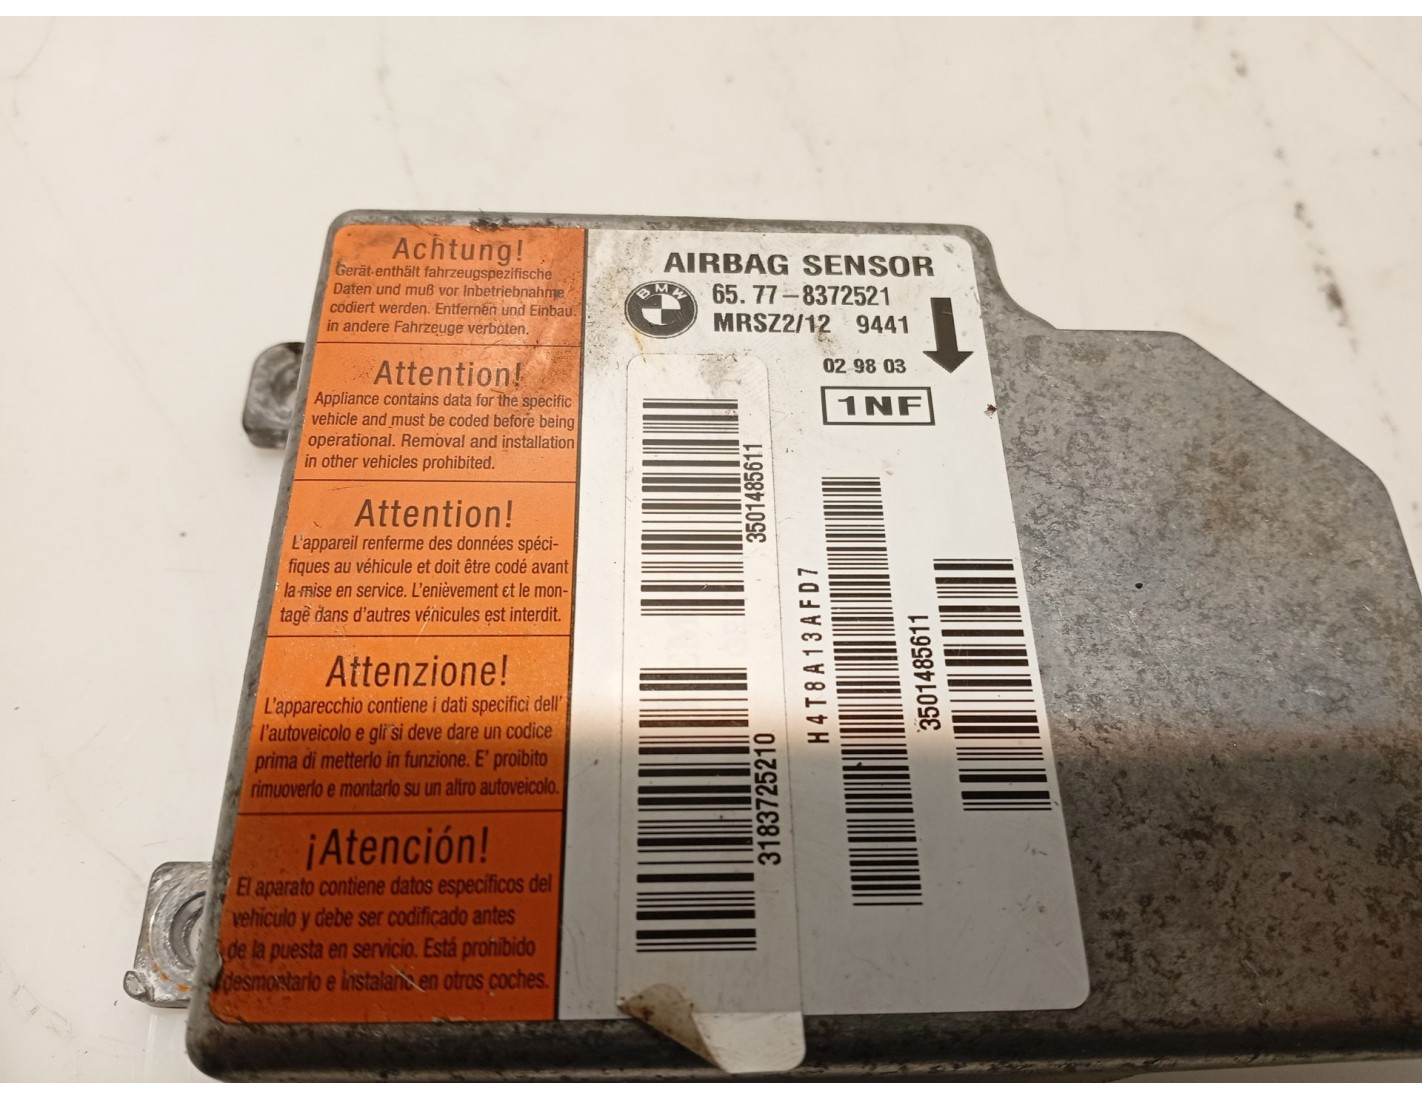 Achtung!
Gerät enthält fahrzeugspezifische
Daten und muß vor Inbetriebnahme
codiert werden. Entfernen und Einbau
in andere Fahrzeuge verboten.
Attention!
Appliance contains data for the specific
vehicle and must be coded before being
operational. Removal and installation
in other vehicles prohibited.
Attention!
L'appareil renferme des données spéci-
fiques au véhicule et doit être codé avant
la mise en service. L'enièvement et le mon-
tage dans d'autres véhicules est interdit.
Attenzione!
L'apparecchio contiene i dati specifici dell'
l'autoveicolo e gli si deve dare un codice
prima di metterlo in funzione. E' proibito
rimuoverlo e montarlo su un altro autoveicolo.
¡Atención!
El aparato contiene datos específicos del
vehículo y debe ser codificado antes
de la puesta en servicio. Está prohibido
desmontarlo e instalarlo en otros coches.
AIRBAG SENSOR
BMW
65.77-8372521
MRSZ2/12 9441
02 98 03
1NF
3501485611
3183725210
H4T8A13AFD7
3501485611